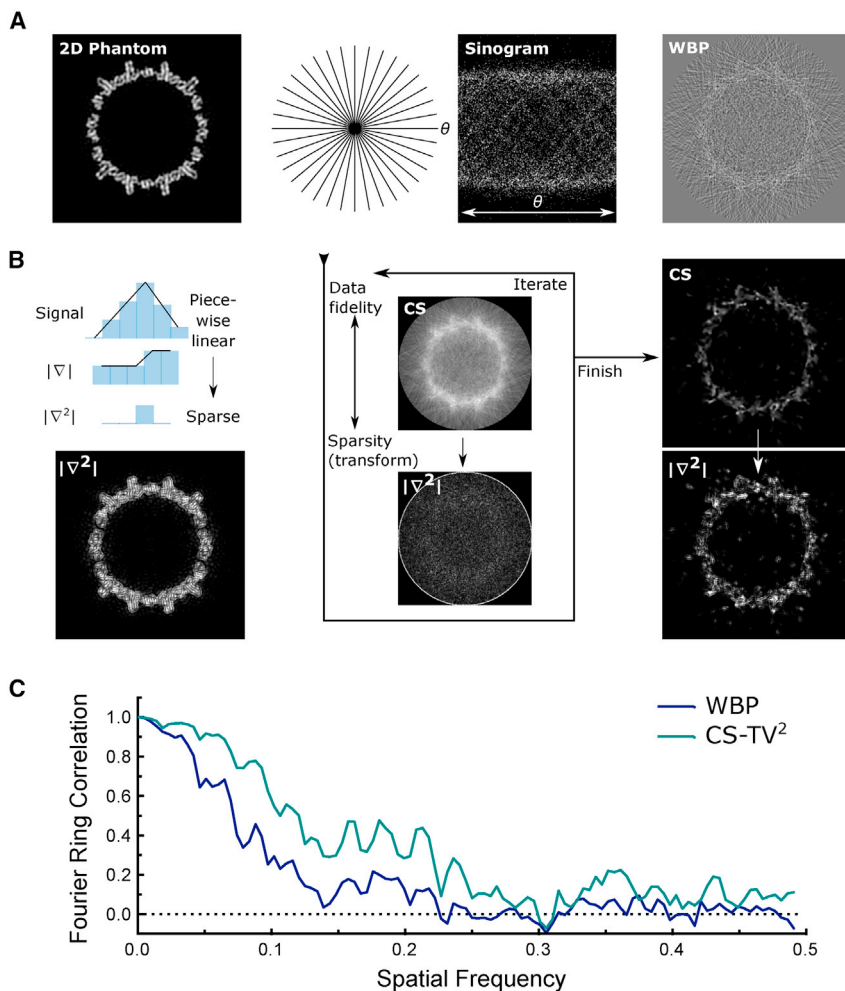 A
2D Phantom
θ
Sinogram
θ
WBP
B
Signal
Piece-
wise
linear
|∇|
|∇²|
Sparse
|∇²|
Iterate
Data
fidelity
CS
Sparsity
(transform)
|∇²|
Finish
CS
|∇²|
C
Fourier Ring Correlation
1.0
0.8
0.6
0.4
0.2
0.0
0.0
0.1
0.2
0.3
0.4
0.5
Spatial Frequency
WBP
CS-TV²